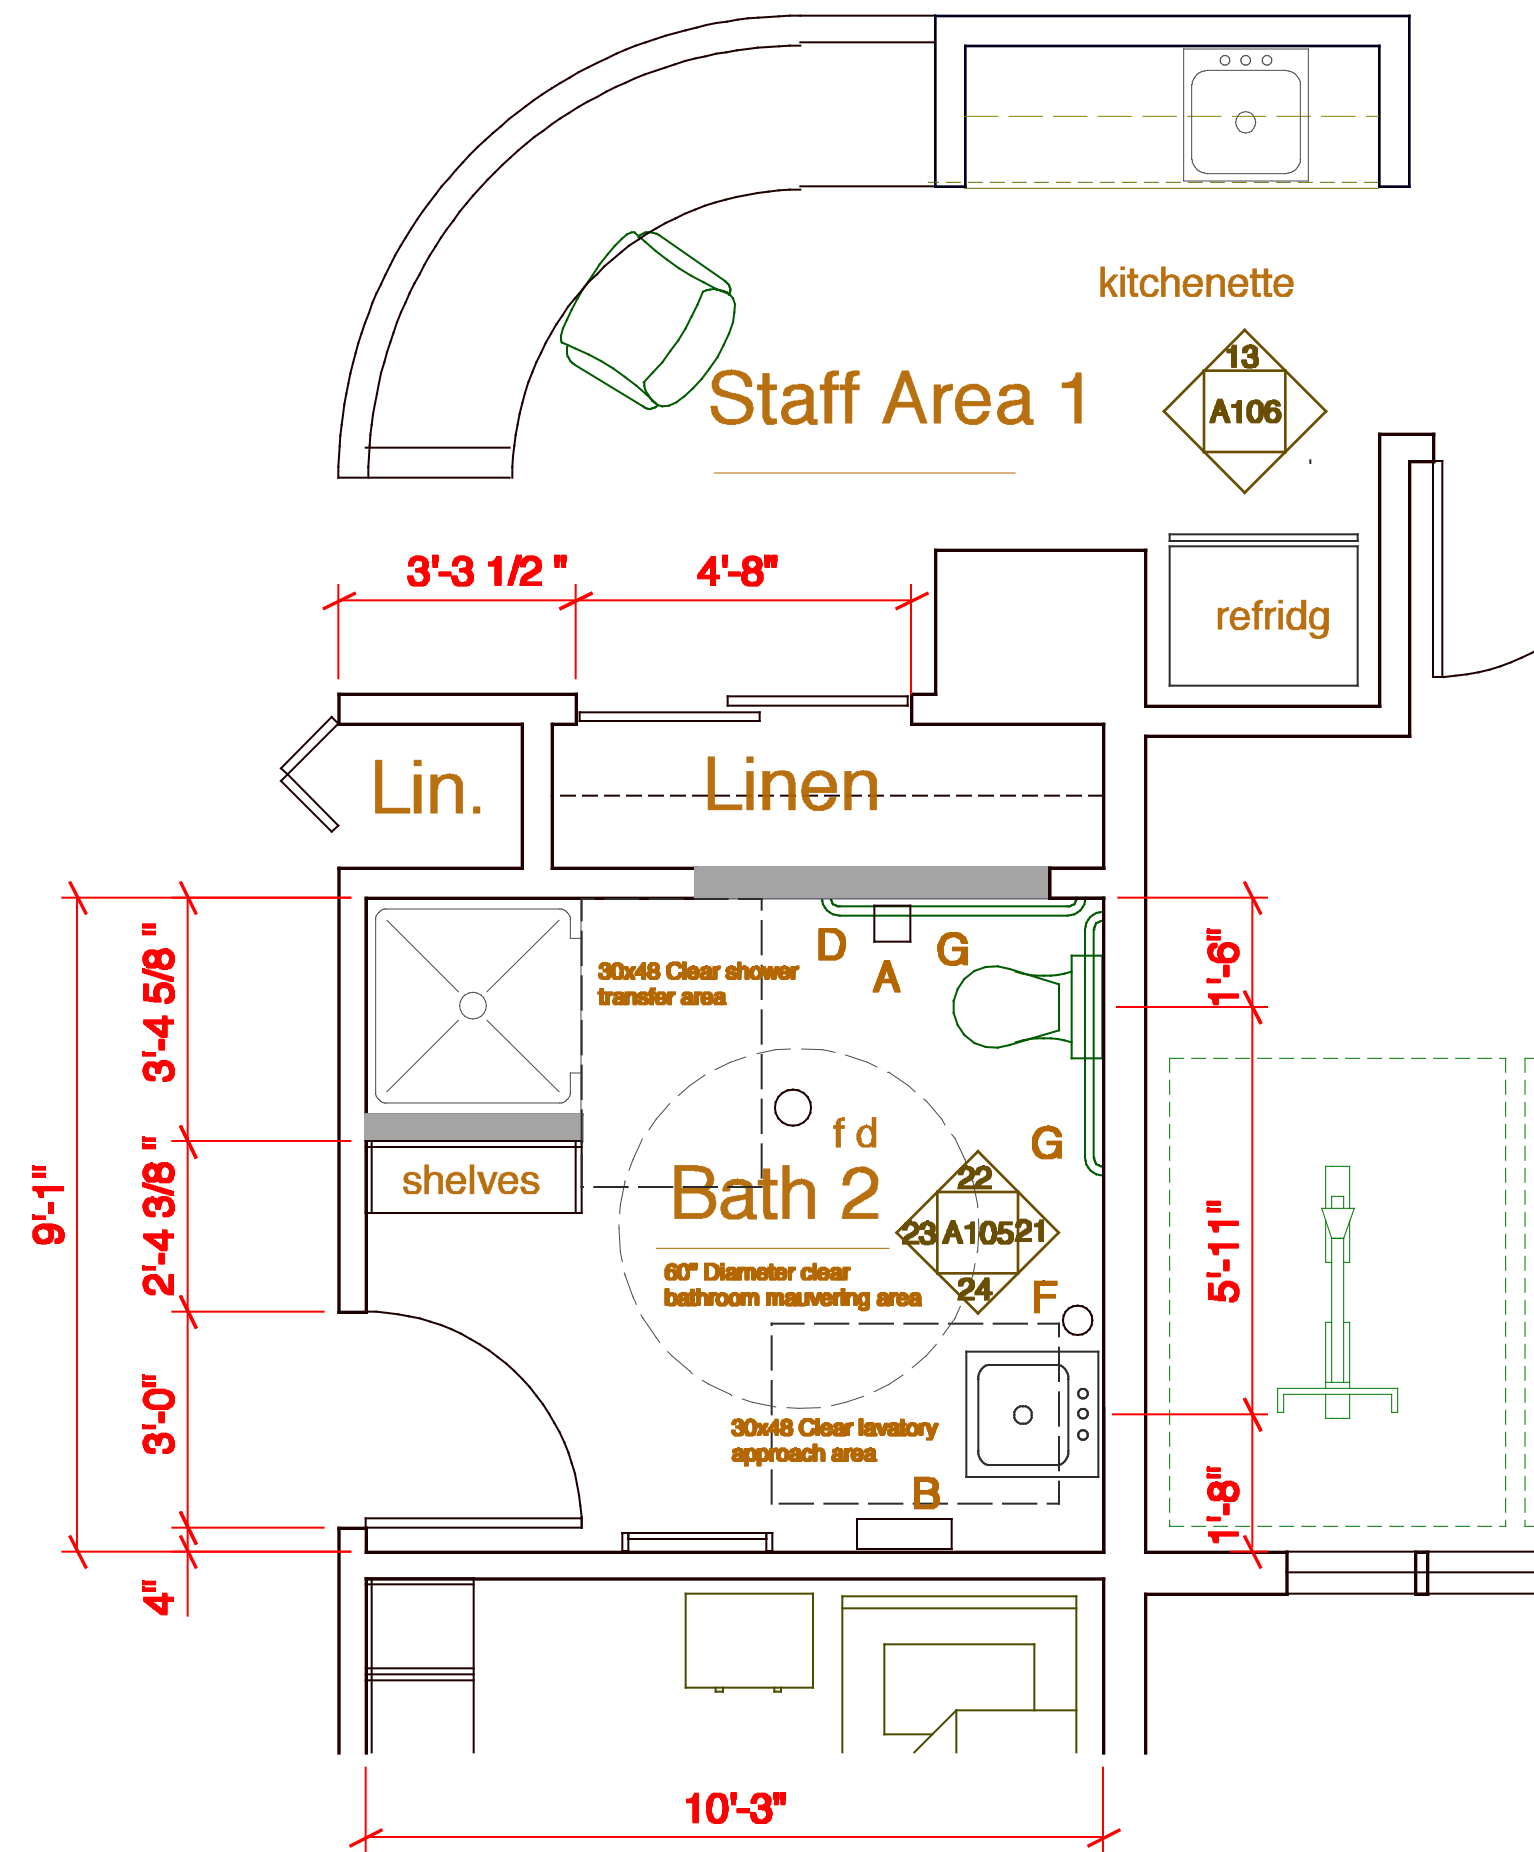 kitchenette
13
A106
Staff Area 1
3'-3 1/2 "
4'-8"
refridg
Lin.
Linen
D
G
A
1'-6"
30x48 Clear shower
transfer area
3'-4 5/8 "
f d
G
shelves
Bath 2
22
23
A105
21
24
9'-1"
2'-4 3/8 "
5'-11"
60" Diameter clear
bathroom mauvering area
F
3'-0"
30x48 Clear lavatory
approach area
B
1'-8"
4"
10'-3"